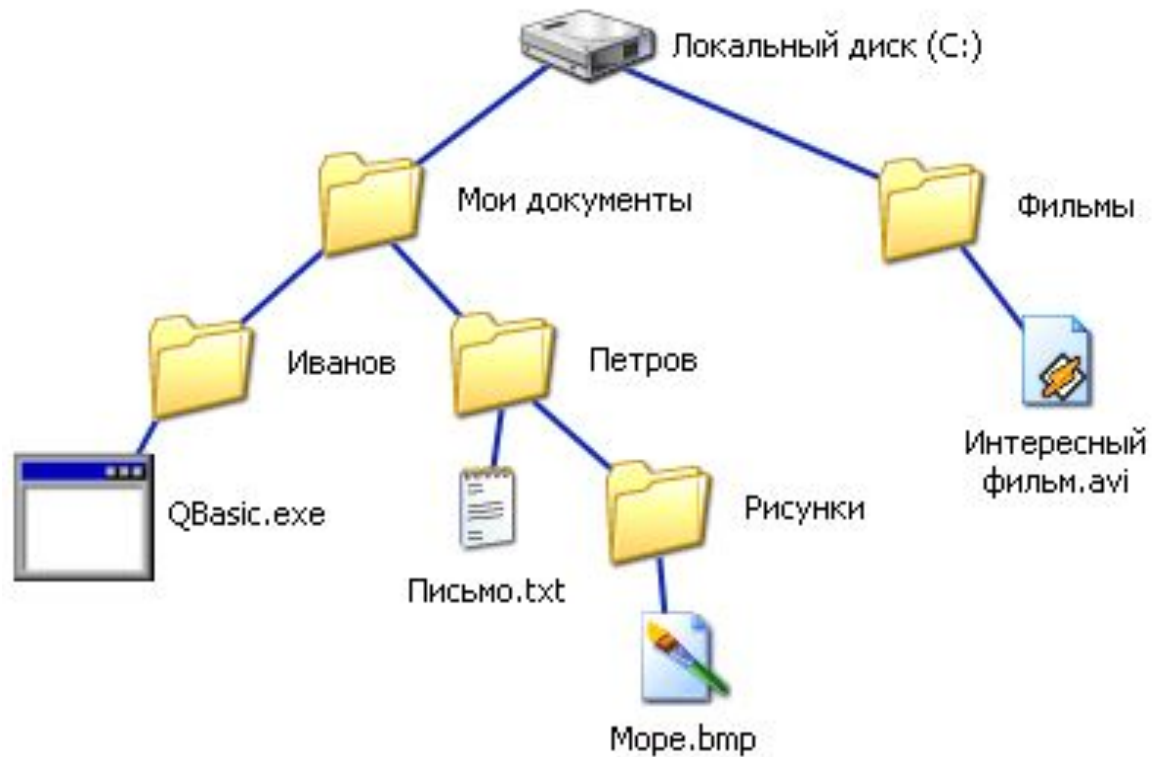 Локальный диск (C:)
Мои документы
Фильмы
Иванов
Петров
Интересный
фильм.avi
QBasic.exe
Рисунки
Письмо.txt
Море.bmp